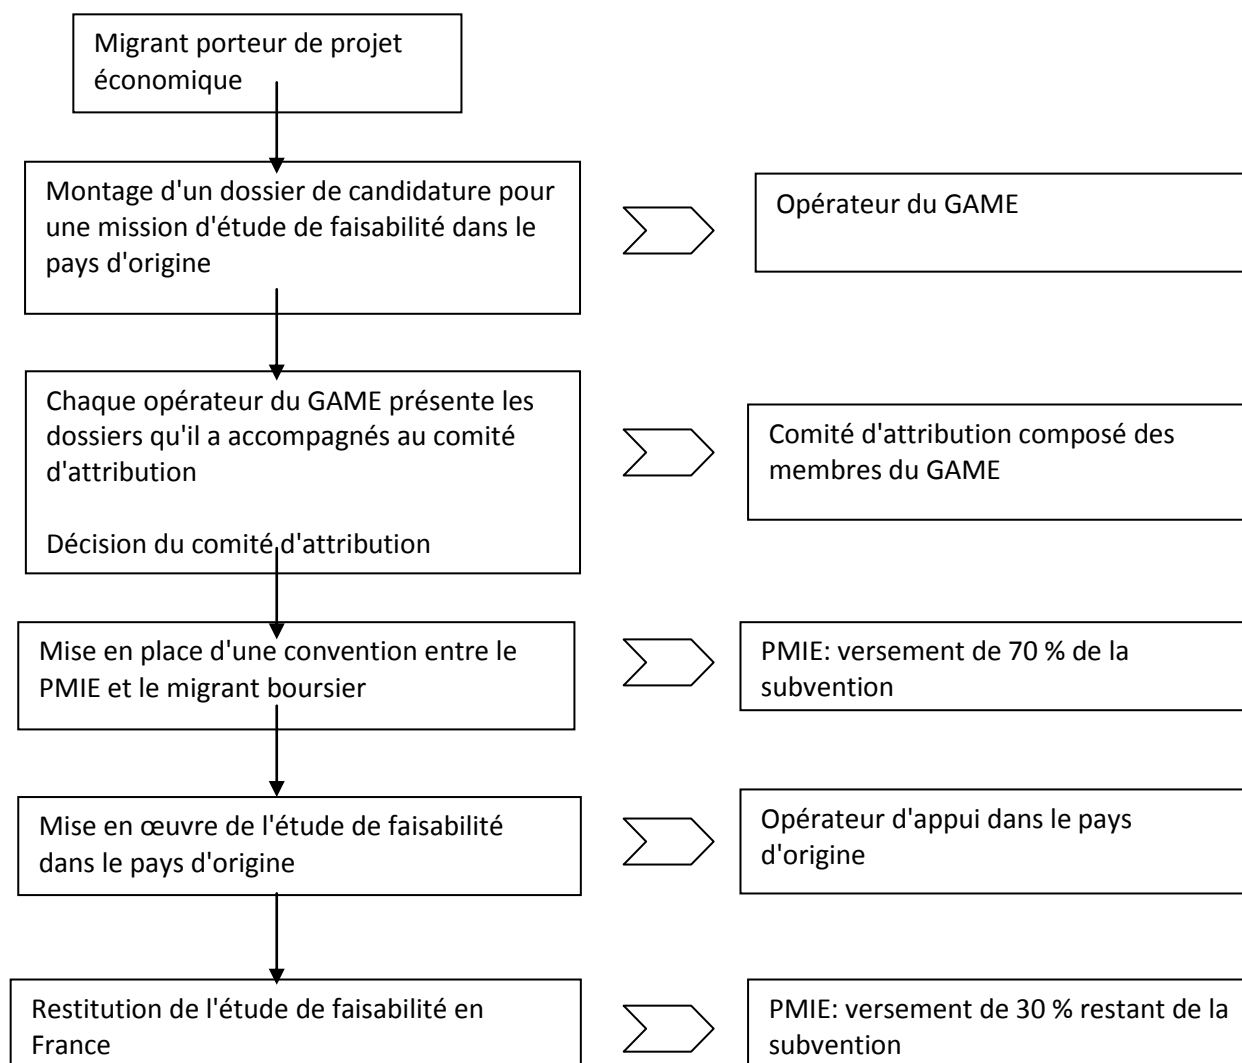 Migrant porteur de projet
économique
Montage d'un dossier de candidature pour
une mission d'étude de faisabilité dans le
pays d'origine
Opérateur du GAME
Chaque opérateur du GAME présente les
dossiers qu'il a accompagnés au comité
d'attribution
Décision du comité d'attribution
Comité d'attribution composé des
membres du GAME
Mise en place d'une convention entre le
PMIE et le migrant boursier
PMIE: versement de 70 % de la
subvention
Mise en œuvre de l'étude de faisabilité
dans le pays d'origine
Opérateur d'appui dans le pays
d'origine
Restitution de l'étude de faisabilité en
France
PMIE: versement de 30 % restant de la
subvention